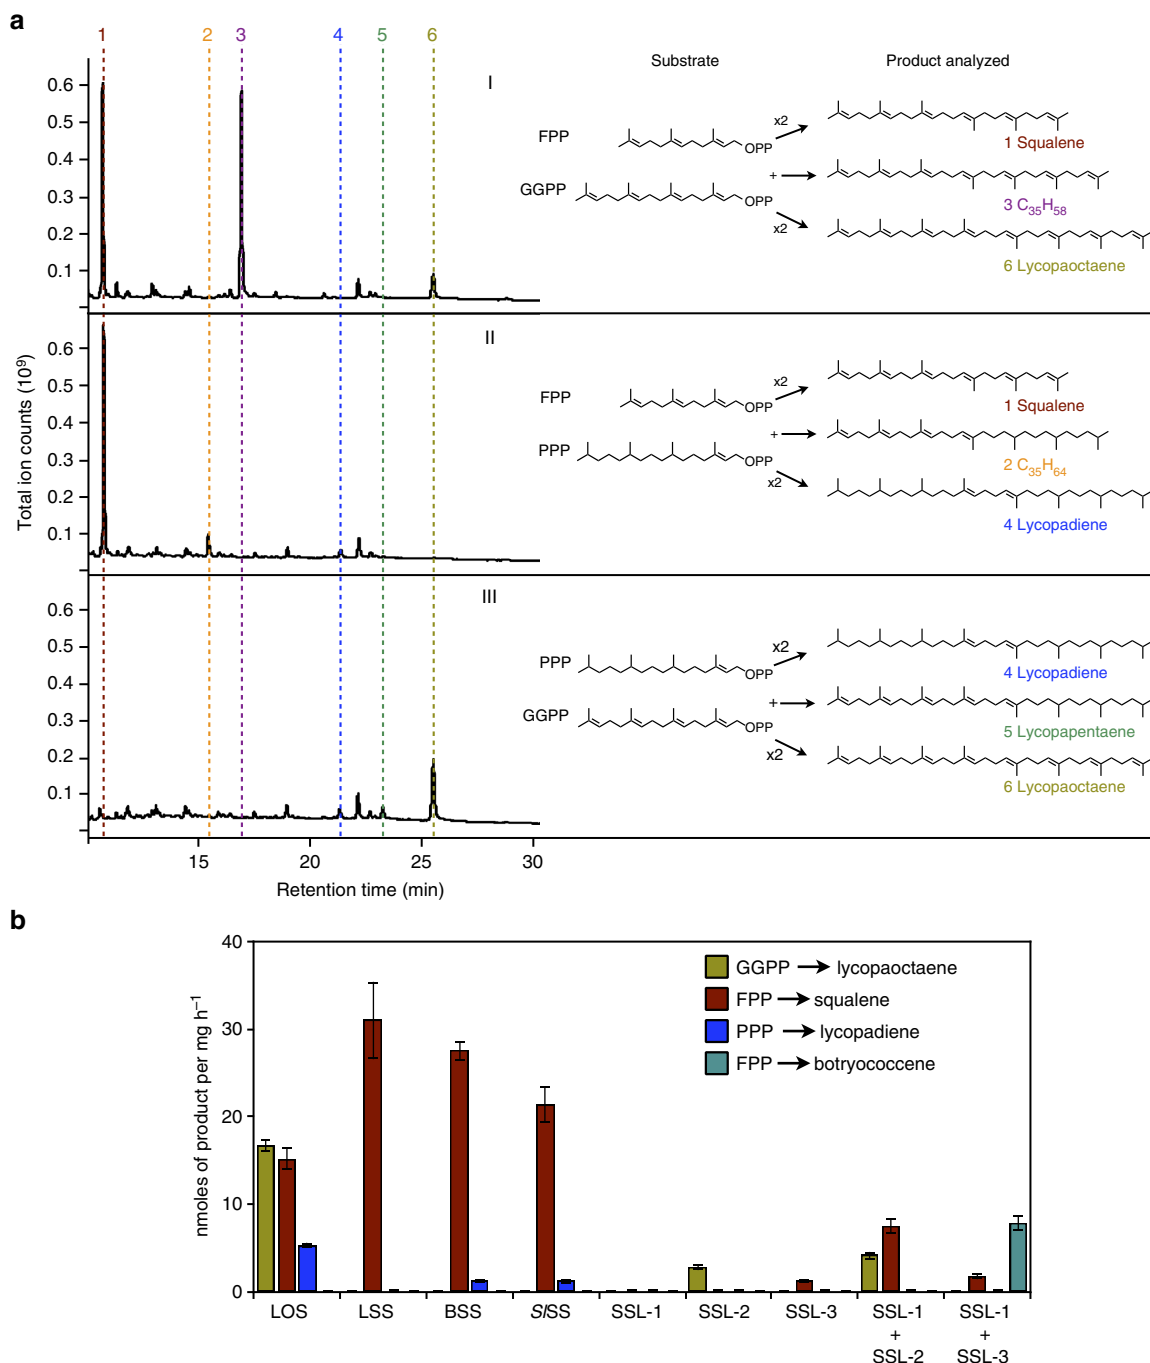 a
1 2 3 4 5 6
Substrate Product analyzed
I
0.6
0.5
0.4
0.3
0.2
0.1
FPP
OPP
x2
1 Squalene
GGPP
OPP
+
3 C35H58
x2
6 Lycopaoctaene
II
Total ion counts (10⁹)
0.6
0.5
0.4
0.3
0.2
0.1
FPP
OPP
x2
1 Squalene
PPP
OPP
+
2 C35H64
x2
4 Lycopadiene
III
0.6
0.5
0.4
0.3
0.2
0.1
PPP
OPP
x2
4 Lycopadiene
GGPP
OPP
+
5 Lycopapentaene
x2
6 Lycopaoctaene
15 20 25 30
Retention time (min)
b
nmoles of product per mg h⁻¹
40
30
20
10
0
GGPP → lycopaoctaene
FPP → squalene
PPP → lycopadiene
FPP → botryococcene
LOS LSS BSS SlSS SSL-1 SSL-2 SSL-3 SSL-1 SSL-1
+ +
SSL-2 SSL-3